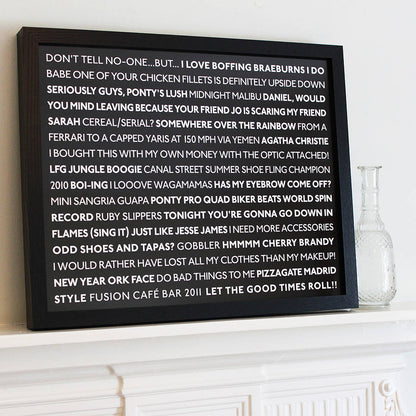 DON'T TELL NO-ONE...BUT... I LOVE BOFFING BRAEBURNS I DO
BABE ONE OF YOUR CHICKEN FILLETS IS DEFINITELY UPSIDE DOWN
SERIOUSLY GUYS, PONTY'S LUSH MIDNIGHT MALIBU DANIEL, WOULD
YOU MIND LEAVING BECAUSE YOUR FRIEND JO IS SCARING MY FRIEND
SARAH CEREAL/SERIAL? SOMEWHERE OVER THE RAINBOW FROM A
FERRARI TO A CAPPED YARIS AT 150 MPH VIA YEMEN AGATHA CHRISTIE
I BOUGHT THIS WITH MY OWN MONEY WITH THE OPTIC ATTACHED!
LFG JUNGLE BOOGIE CANAL STREET SUMMER SHOE FLING CHAMPION
2010 BOI-ING I LOOOVE WAGAMAMAS HAS MY EYEBROW COME OFF?
MINI SANGRIA GUAPA PONTY PRO QUAD BIKER BEATS WORLD SPIN
RECORD RUBY SLIPPERS TONIGHT YOU'RE GONNA GO DOWN IN
FLAMES (SING IT) JUST LIKE JESSE JAMES I NEED MORE ACCESSORIES
ODD SHOES AND TAPAS? GOBBLER HMMMM CHERRY BRANDY
I WOULD RATHER HAVE LOST ALL MY CLOTHES THAN MY MAKEUP!
NEW YEAR ORK FACE DO BAD THINGS TO ME PIZZAGATE MADRID
STYLE FUSION CAFÉ BAR 2011 LET THE GOOD TIMES ROLL!!